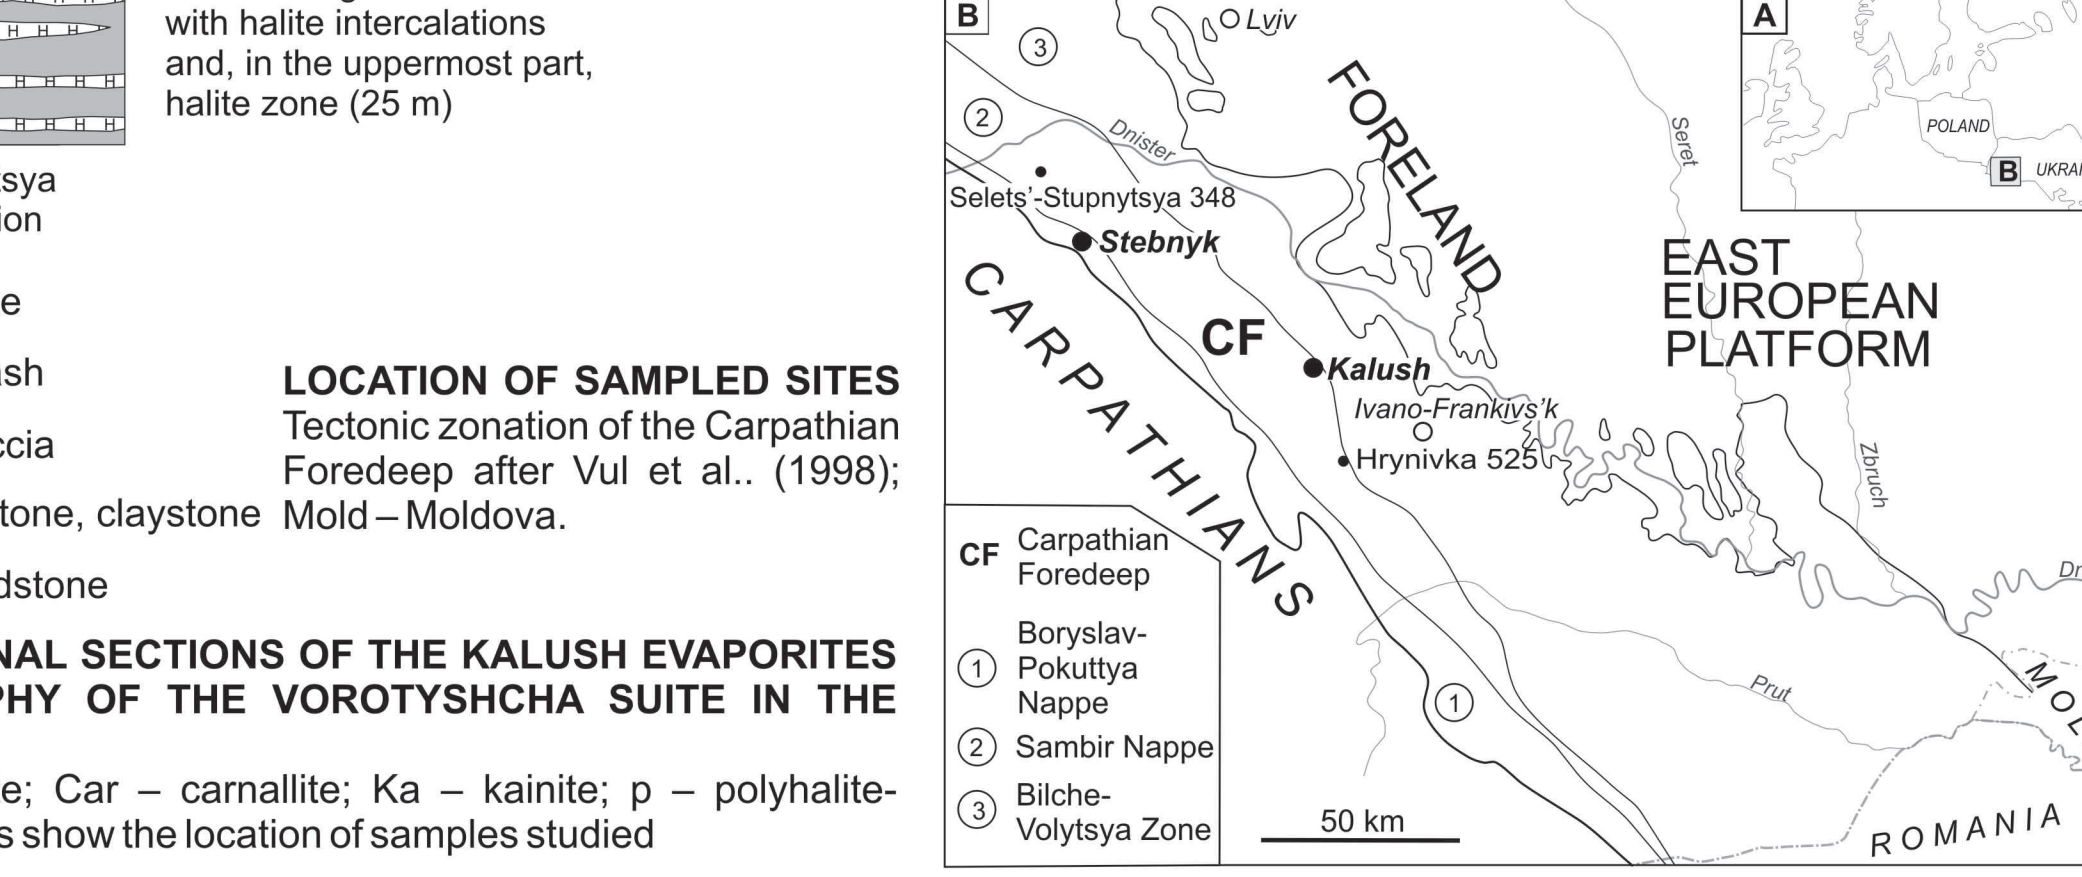 with halite intercalations
and, in the uppermost part,
halite zone (25 m)
H H H
H H H H
H H H H
tsya
ion
e
ash
ccia
tone, claystone
dstone
LOCATION OF SAMPLED SITES
Tectonic zonation of the Carpathian
Foredeep after Vul et al.. (1998);
Mold – Moldova.
NAL SECTIONS OF THE KALUSH EVAPORITES
PHY OF THE VOROTYSHCHA SUITE IN THE
e; Car – carnallite; Ka – kainite; p – polyhalite-
s show the location of samples studied
B
3
Lviv
2
Dnister
FORELAND
Seret
Selets’-Stupnytsya 348
Stebnyk
CARPATHIANS
CF
Kalush
Ivano-Frankivs’k
Hrynivka 525
EAST
EUROPEAN
PLATFORM
Zbruch
Dr
MOL
Prut
1
ROMANIA
50 km
CF Carpathian
Foredeep
1 Boryslav-
Pokuttya
Nappe
2 Sambir Nappe
3 Bilche-
Volytsya Zone
A
POLAND
B
UKRAI